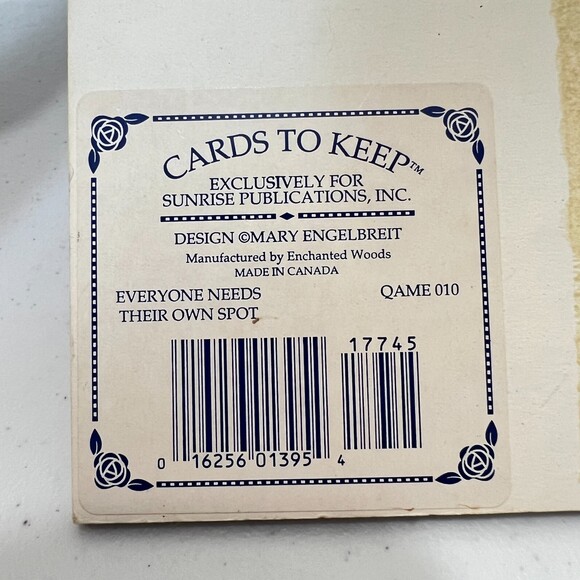 CARDS TO KEEP™
EXCLUSIVELY FOR
SUNRISE PUBLICATIONS, INC.
DESIGN ©MARY ENGELBREIT
Manufactured by Enchanted Woods
MADE IN CANADA
EVERYONE NEEDS QAME 010
THEIR OWN SPOT
17745
0 16256 01395 4